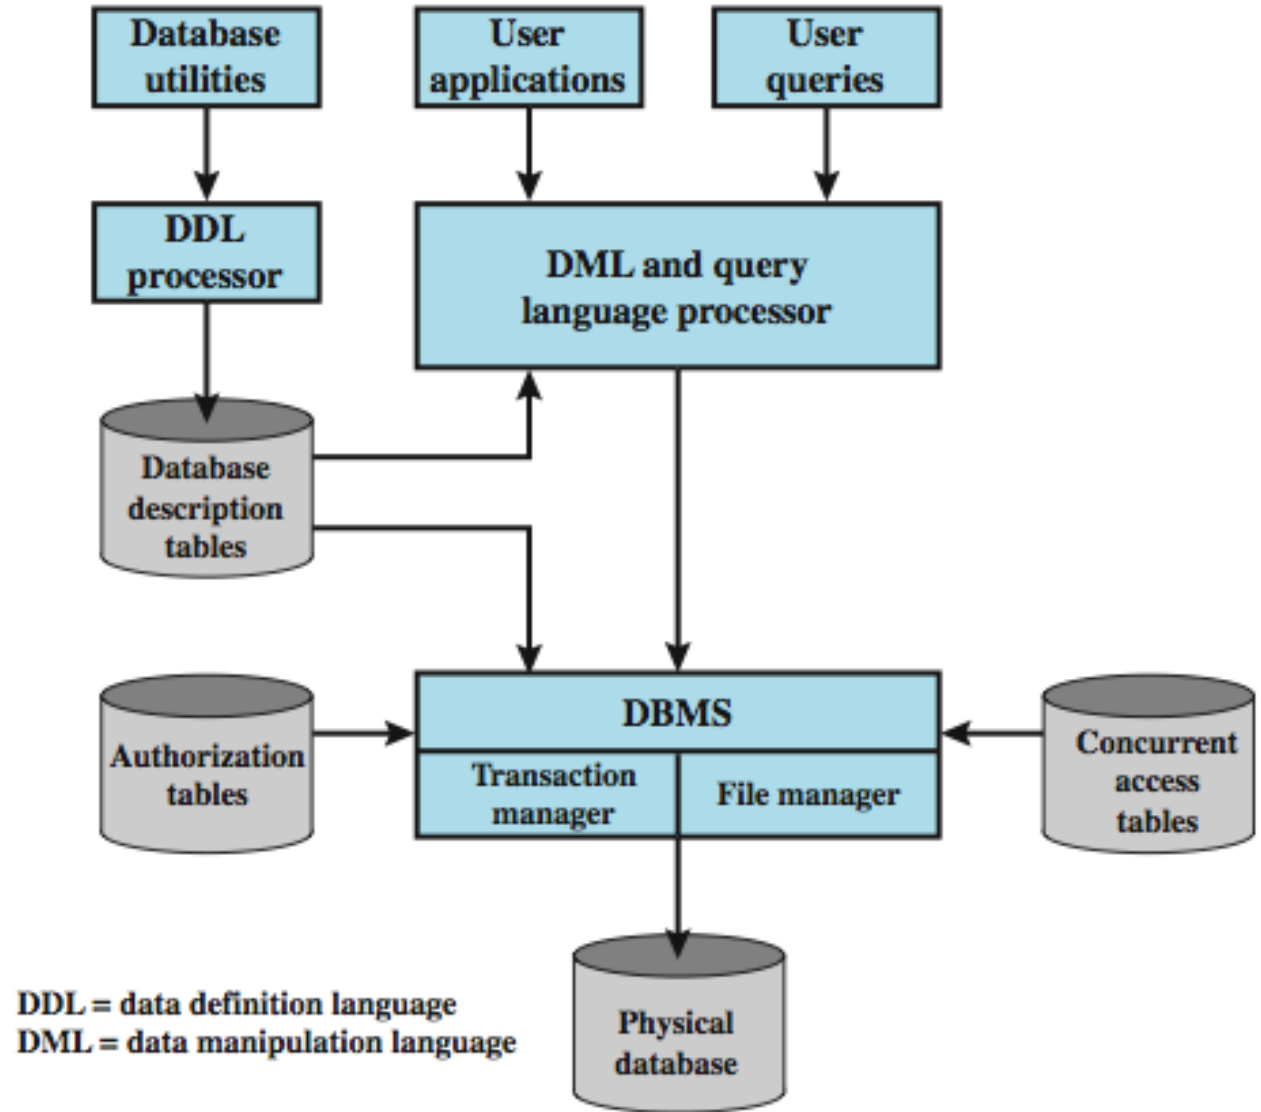 Database
utilities
User
applications
User
queries
DDL
processor
DML and query
language processor
Database
description
tables
DBMS
Transaction
manager
File manager
Authorization
tables
Concurrent
access
tables
Physical
database
DDL = data definition language
DML = data manipulation language